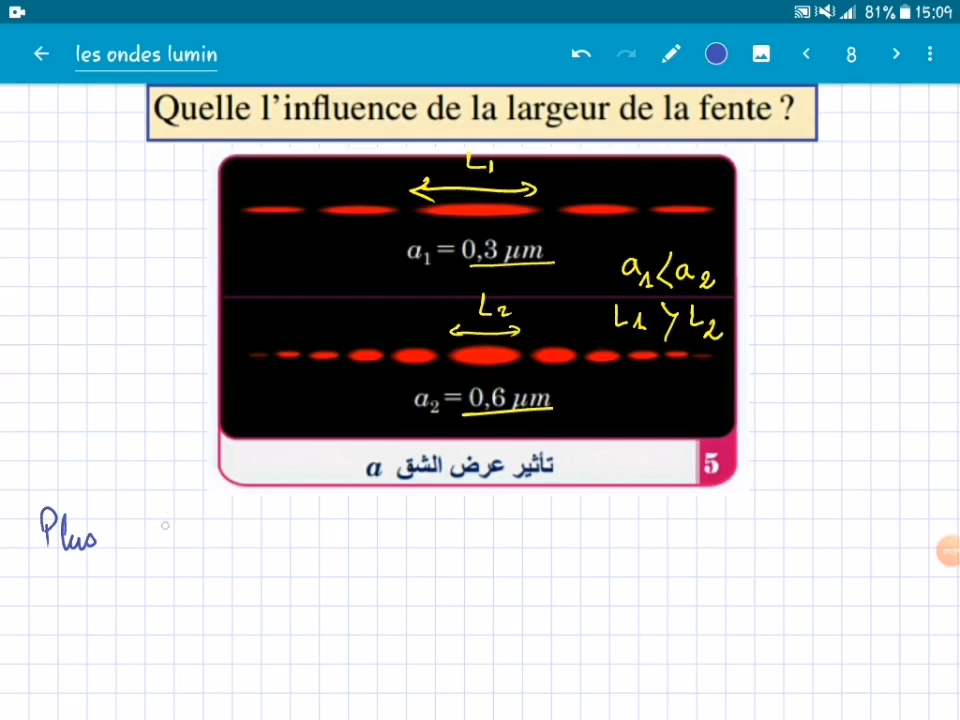 81% 15:09
les ondes lumin
8
Quelle l'influence de la largeur de la fente ?
L1
a1 = 0,3 μm
a1 < a2
L2
L1 > L2
a2 = 0,6 μm
تأثير عرض الشق a
5
Plus